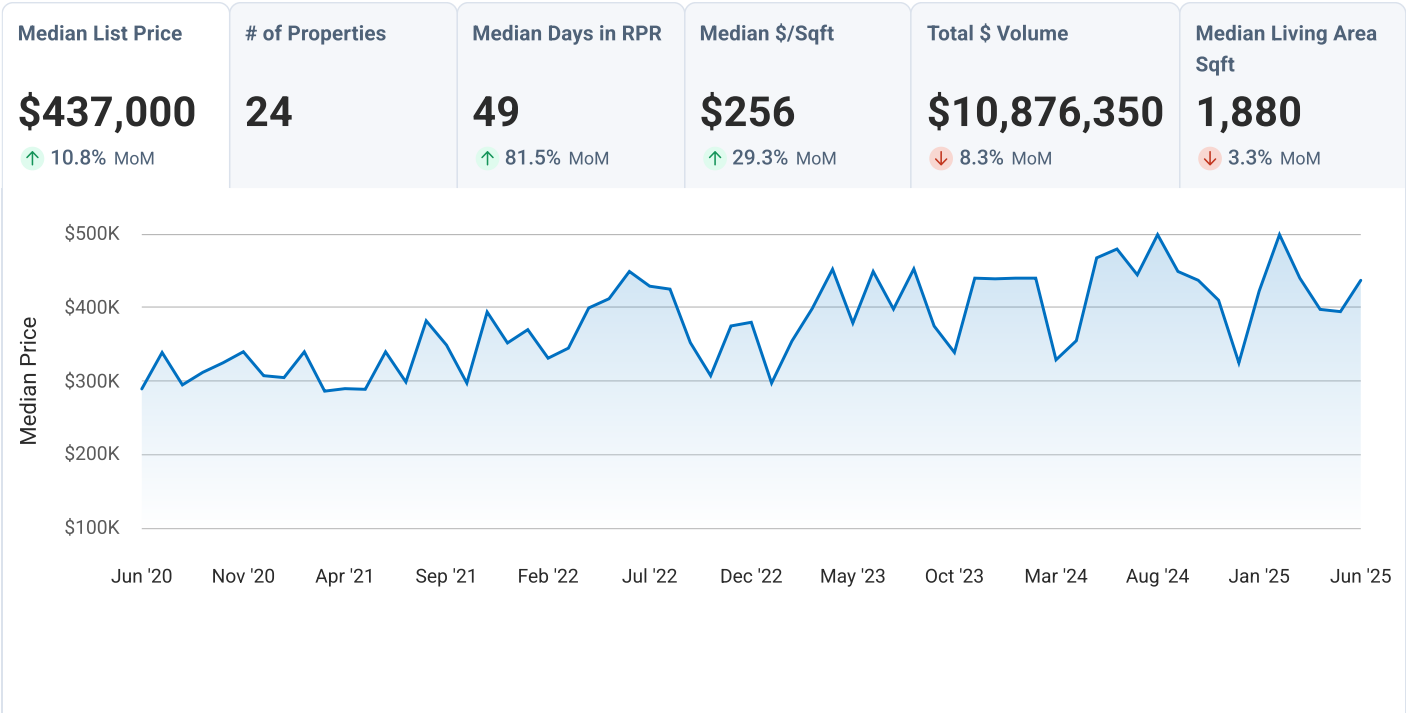 Median List Price
$437,000
10.8% MoM
# of Properties
24
Median Days in RPR
49
81.5% MoM
Median $/Sqft
$256
29.3% MoM
Total $ Volume
$10,876,350
8.3% MoM
Median Living Area
Sqft
1,880
3.3% MoM
Median Price
$500K
$400K
$300K
$200K
$100K
Jun '20 Nov '20 Apr '21 Sep '21 Feb '22 Jul '22 Dec '22 May '23 Oct '23 Mar '24 Aug '24 Jan '25 Jun '25